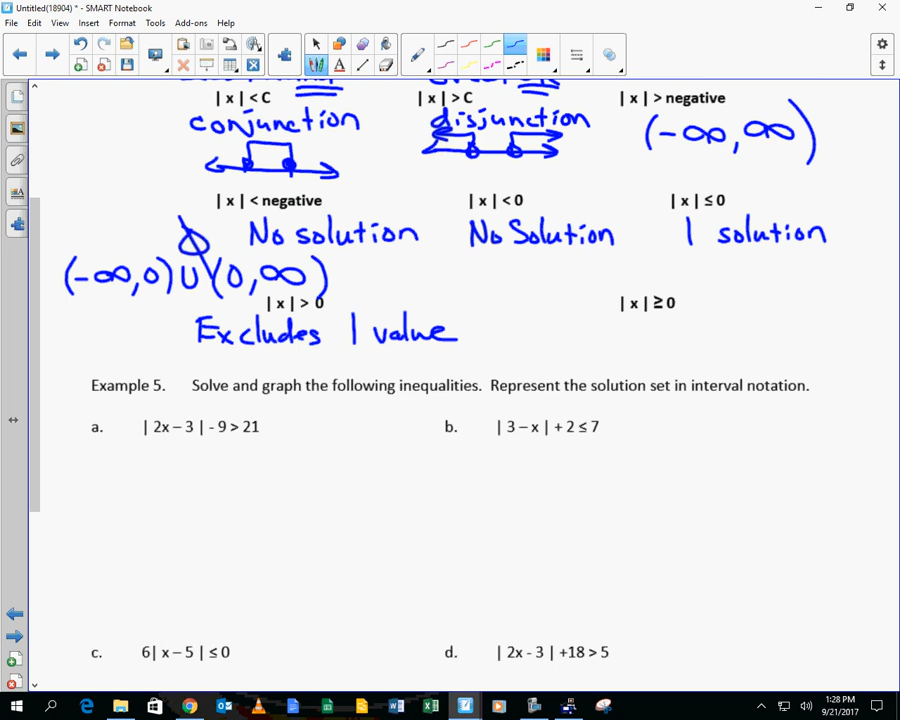 Untitled(18904) * - SMART Notebook
File Edit View Insert Format Tools Add-ons Help
| x | < C | x | > C | x | > negative
conjunction disjunction (-∞, ∞)
| x | < negative | x | < 0 | x | ≤ 0
No solution No Solution 1 solution
(-∞, 0) U (0, ∞)
| x | > 0 | x | ≥ 0
Excludes 1 value
Example 5. Solve and graph the following inequalities. Represent the solution set in interval notation.
a. | 2x – 3 | - 9 > 21 b. | 3 – x | + 2 ≤ 7
c. 6| x – 5 | ≤ 0 d. | 2x - 3 | +18 > 5
1:28 PM
9/21/2017